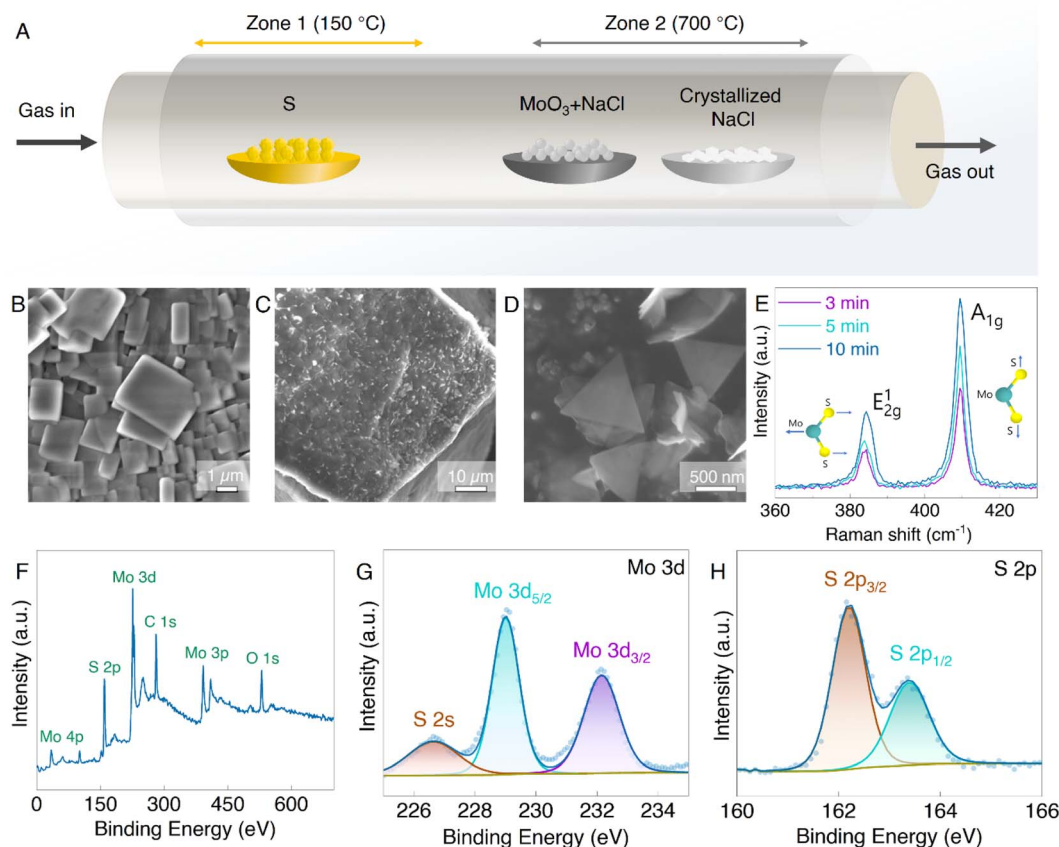 A
Zone 1 (150 °C)
Zone 2 (700 °C)
Gas in
S
MoO₃+NaCl
Crystallized
NaCl
Gas out
B
1 µm
C
10 µm
D
500 nm
E
3 min
5 min
10 min
E¹₂g
A₁g
Mo
S
S
Mo
S
S
Intensity (a.u.)
360
380
400
420
Raman shift (cm⁻¹)
F
Mo 4p
S 2p
Mo 3d
C 1s
Mo 3p
O 1s
Intensity (a.u.)
0
150
300
450
600
Binding Energy (eV)
G
Mo 3d
S 2s
Mo 3d₅/₂
Mo 3d₃/₂
Intensity (a.u.)
226
228
230
232
234
Binding Energy (eV)
H
S 2p
S 2p₃/₂
S 2p₁/₂
Intensity (a.u.)
160
162
164
166
Binding Energy (eV)